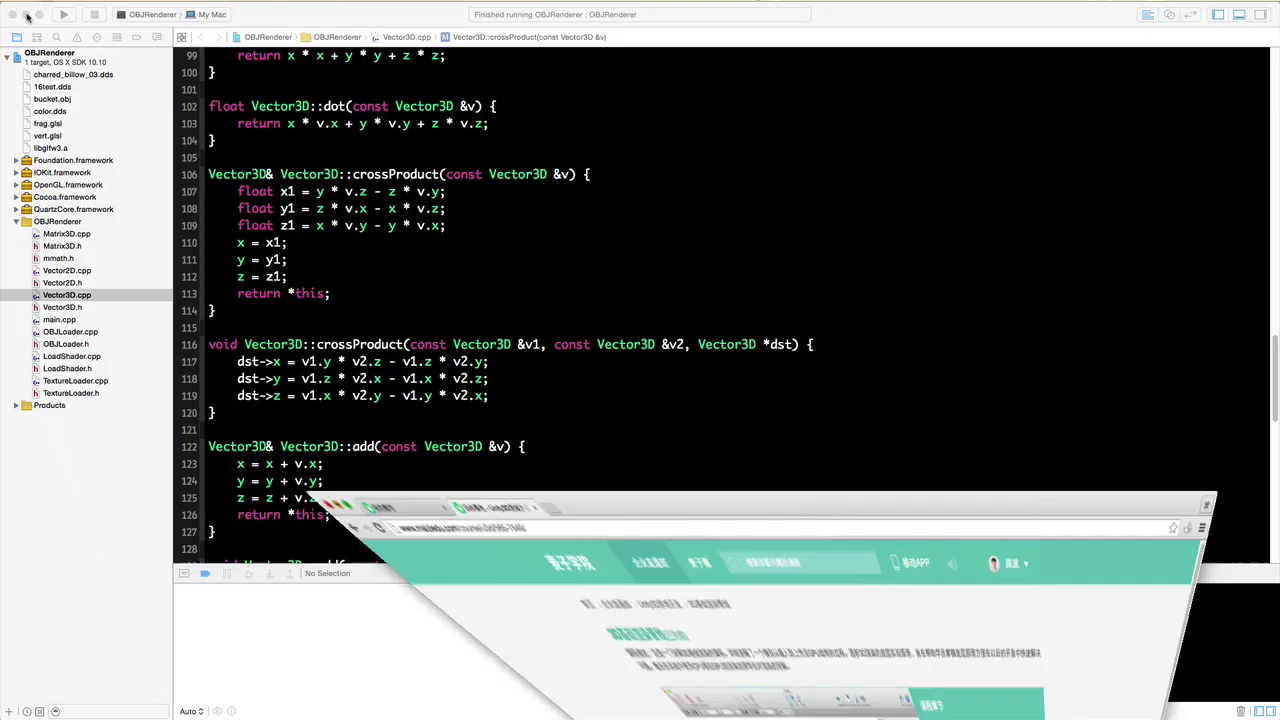 OBJRenderer 〉 My Mac
Finished running OBJRenderer : OBJRenderer
OBJRenderer 〉 OBJRenderer 〉 Vector3D.cpp 〉 M Vector3D::crossProduct(const Vector3D &v)
OBJRenderer
1 target, OS X SDK 10.10
charred_billow_03.dds
16test.dds
bucket.obj
color.dds
frag.glsl
vert.glsl
libglfw3.a
Foundation.framework
IOKit.framework
OpenGL.framework
Cocoa.framework
QuartzCore.framework
OBJRenderer
Matrix3D.cpp
Matrix3D.h
mmath.h
Vector2D.cpp
Vector2D.h
Vector3D.cpp
Vector3D.h
main.cpp
OBJLoader.cpp
OBJLoader.h
LoadShader.cpp
LoadShader.h
TextureLoader.cpp
TextureLoader.h
Products
99 return x * x + y * y + z * z;
100 }
101
102 float Vector3D::dot(const Vector3D &v) {
103 return x * v.x + y * v.y + z * v.z;
104 }
105
106 Vector3D& Vector3D::crossProduct(const Vector3D &v) {
107 float x1 = y * v.z - z * v.y;
108 float y1 = z * v.x - x * v.z;
109 float z1 = x * v.y - y * v.x;
110 x = x1;
111 y = y1;
112 z = z1;
113 return *this;
114 }
115
116 void Vector3D::crossProduct(const Vector3D &v1, const Vector3D &v2, Vector3D *dst) {
117 dst->x = v1.y * v2.z - v1.z * v2.y;
118 dst->y = v1.z * v2.x - v1.x * v2.z;
119 dst->z = v1.x * v2.y - v1.y * v2.x;
120 }
121
122 Vector3D& Vector3D::add(const Vector3D &v) {
123 x = x + v.x;
124 y = y + v.y;
125 z = z + v.z
126 return *this;
127 }
128
No Selection
移动APP
Auto